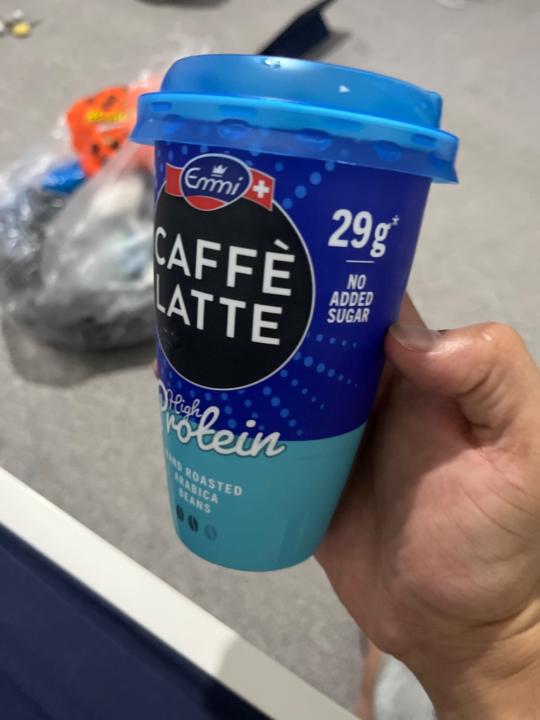 Emmi
CAFFÈ
LATTE
29g*
NO
ADDED
SUGAR
High
Protein
ROASTED
ARABICA
BEANS